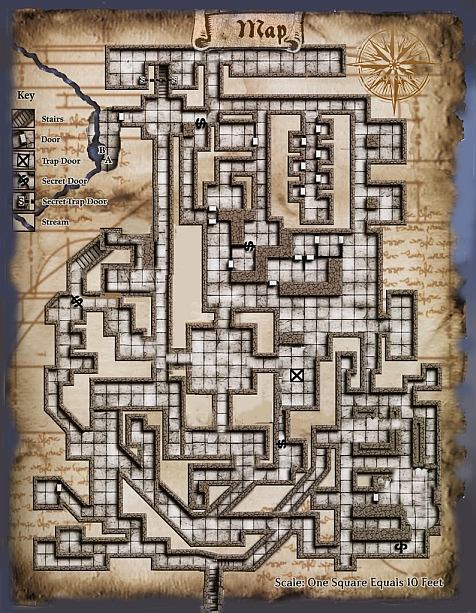 Map
Key
Stairs
Door
Trap Door
Secret Door
S Secret Trap Door
Stream
B
A
S
S
S
S
S
S
Scale: One Square Equals 10 Feet